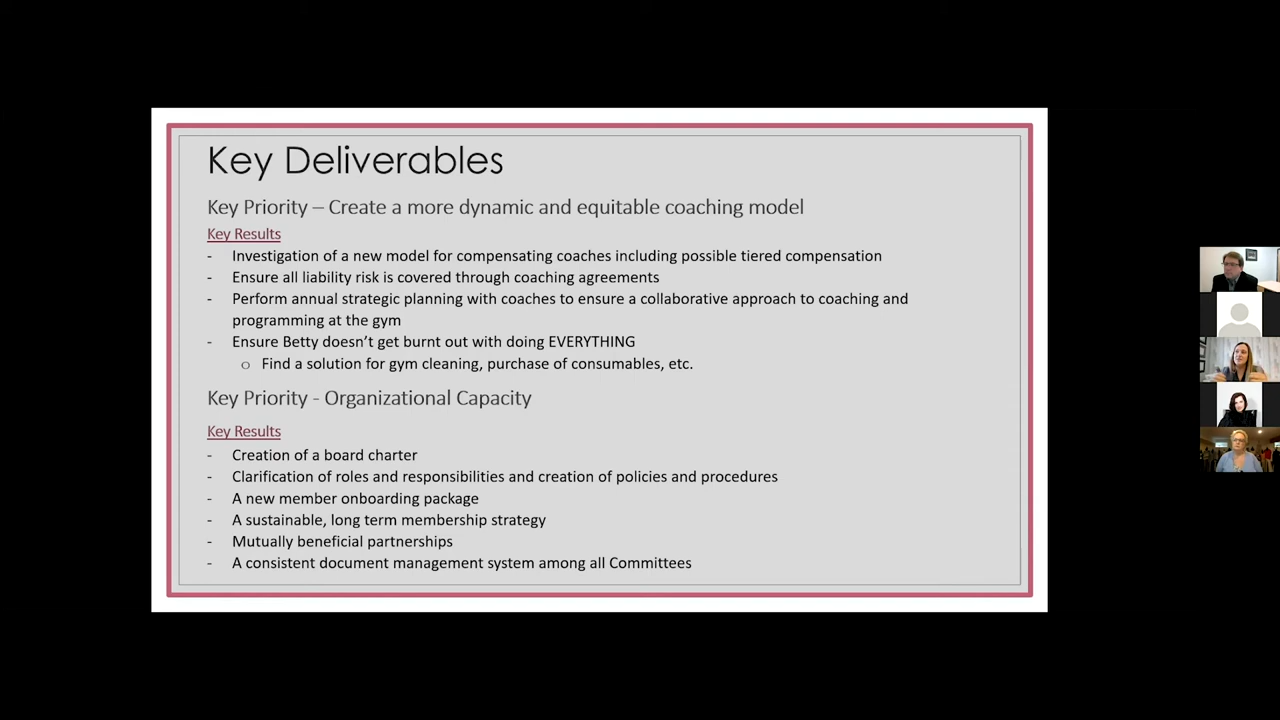 Key Deliverables
Key Priority – Create a more dynamic and equitable coaching model
Key Results
- Investigation of a new model for compensating coaches including possible tiered compensation
- Ensure all liability risk is covered through coaching agreements
- Perform annual strategic planning with coaches to ensure a collaborative approach to coaching and
programming at the gym
- Ensure Betty doesn’t get burnt out with doing EVERYTHING
o Find a solution for gym cleaning, purchase of consumables, etc.
Key Priority - Organizational Capacity
Key Results
- Creation of a board charter
- Clarification of roles and responsibilities and creation of policies and procedures
- A new member onboarding package
- A sustainable, long term membership strategy
- Mutually beneficial partnerships
- A consistent document management system among all Committees